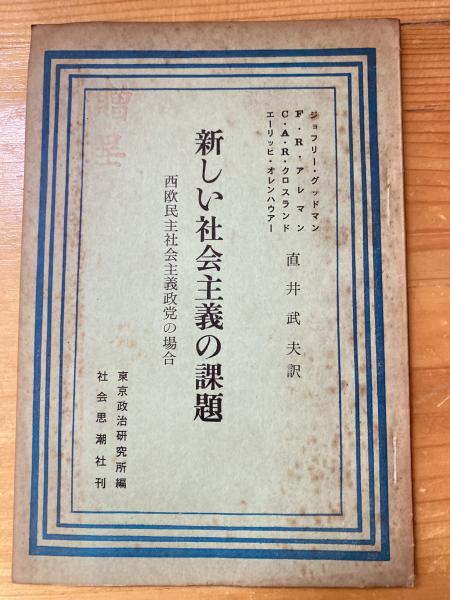 ジョフリー・グッドマン
F・R・アレマン
C・A・R・クロスランド
エーリッヒ・オレンハウアー
直井武夫訳
新しい社会主義の課題
西欧民主社会主義政党の場合
東京政治研究所編
社会思潮社刊
贈呈